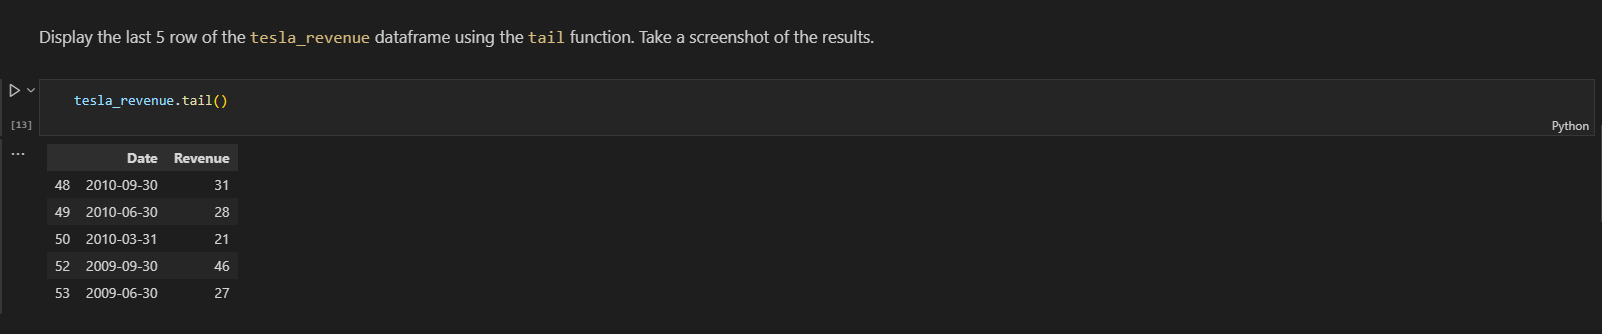 Display the last 5 row of the tesla_revenue dataframe using the tail function. Take a screenshot of the results.
tesla_revenue.tail()
[13]
Python
...
Date Revenue
48 2010-09-30 31
49 2010-06-30 28
50 2010-03-31 21
52 2009-09-30 46
53 2009-06-30 27